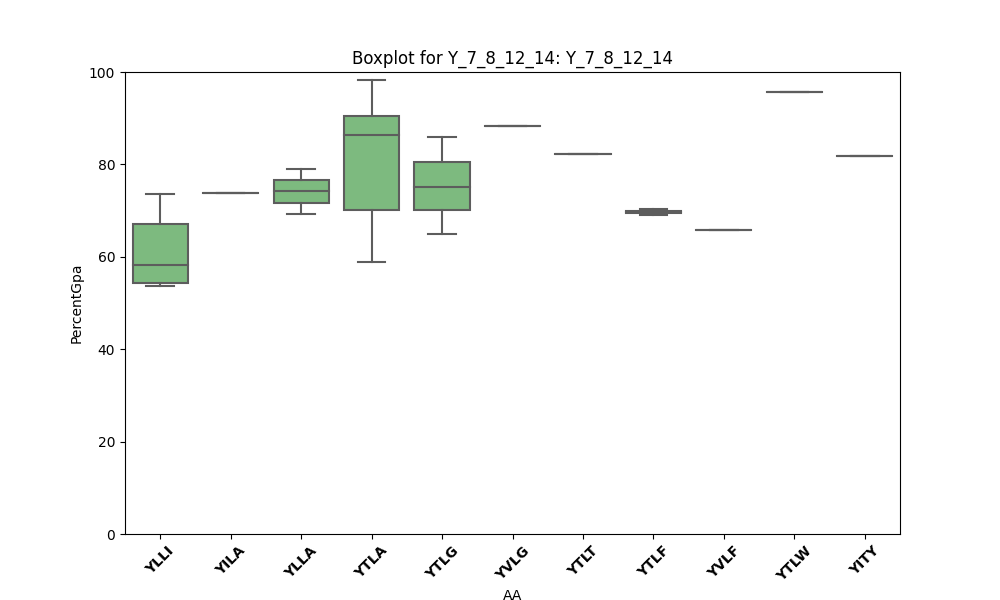 Boxplot for Y_7_8_12_14: Y_7_8_12_14
100
80
60
40
20
0
PercentGpa
YLLI
YILA
YLLA
YTLA
YTLG
YVLG
YTLT
YTLF
YVLF
YTLW
YITY
AA